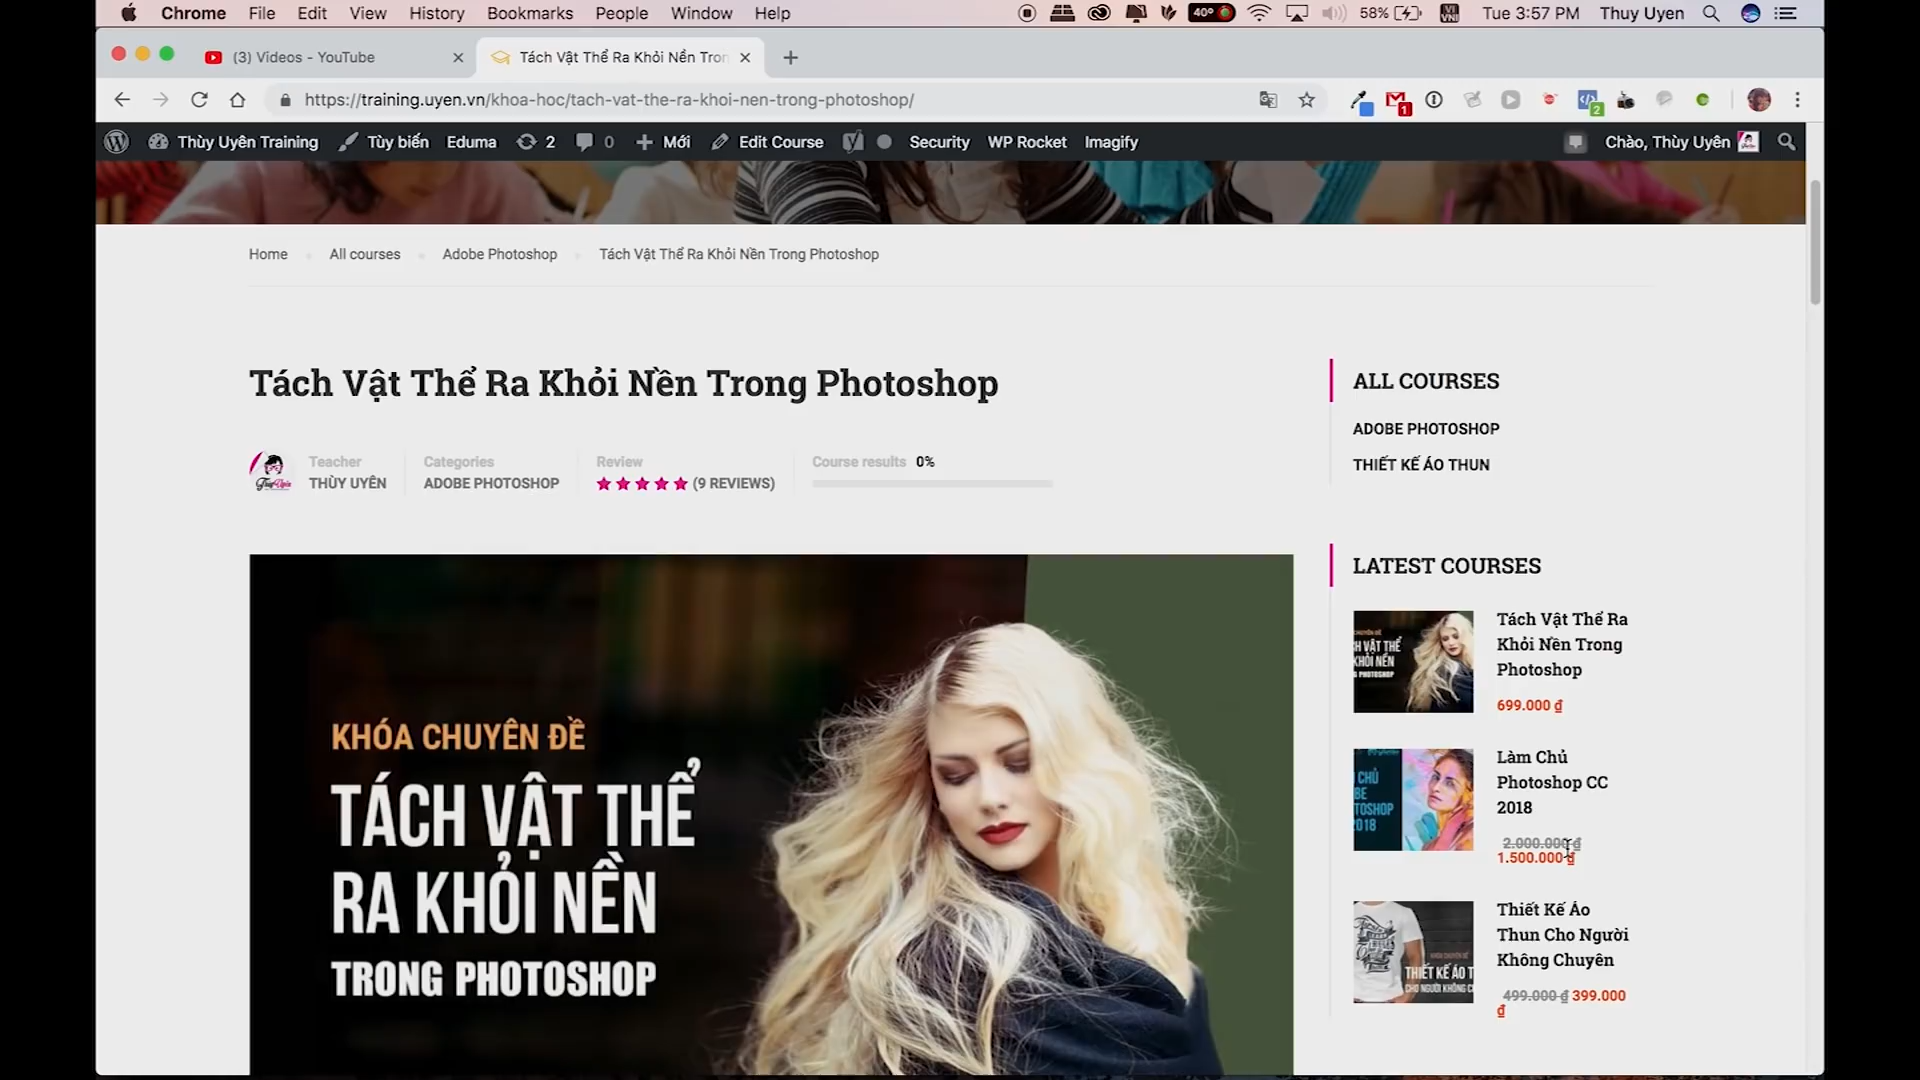 Chrome File Edit View History Bookmarks People Window Help 40° 58% VI VNI Tue 3:57 PM Thuy Uyen
(3) Videos - YouTube
Tách Vật Thể Ra Khỏi Nền Tron
https://training.uyen.vn/khoa-hoc/tach-vat-the-ra-khoi-nen-trong-photoshop/
1
2
Thùy Uyên Training Tùy biến Eduma 2 0 Mới Edit Course Security WP Rocket Imagify Chào, Thùy Uyên
Home All courses Adobe Photoshop Tách Vật Thể Ra Khỏi Nền Trong Photoshop
Tách Vật Thể Ra Khỏi Nền Trong Photoshop
Teacher
THÙY UYÊN
Categories
ADOBE PHOTOSHOP
Review
(9 REVIEWS)
Course results 0%
KHÓA CHUYÊN ĐỀ
TÁCH VẬT THỂ
RA KHỎI NỀN
TRONG PHOTOSHOP
ALL COURSES
ADOBE PHOTOSHOP
THIẾT KẾ ÁO THUN
LATEST COURSES
Tách Vật Thể Ra
Khỏi Nền Trong
Photoshop
699.000 ₫
Làm Chủ
Photoshop CC
2018
2.000.000 ₫
1.500.000 ₫
Thiết Kế Áo
Thun Cho Người
Không Chuyên
499.000 ₫ 399.000
₫